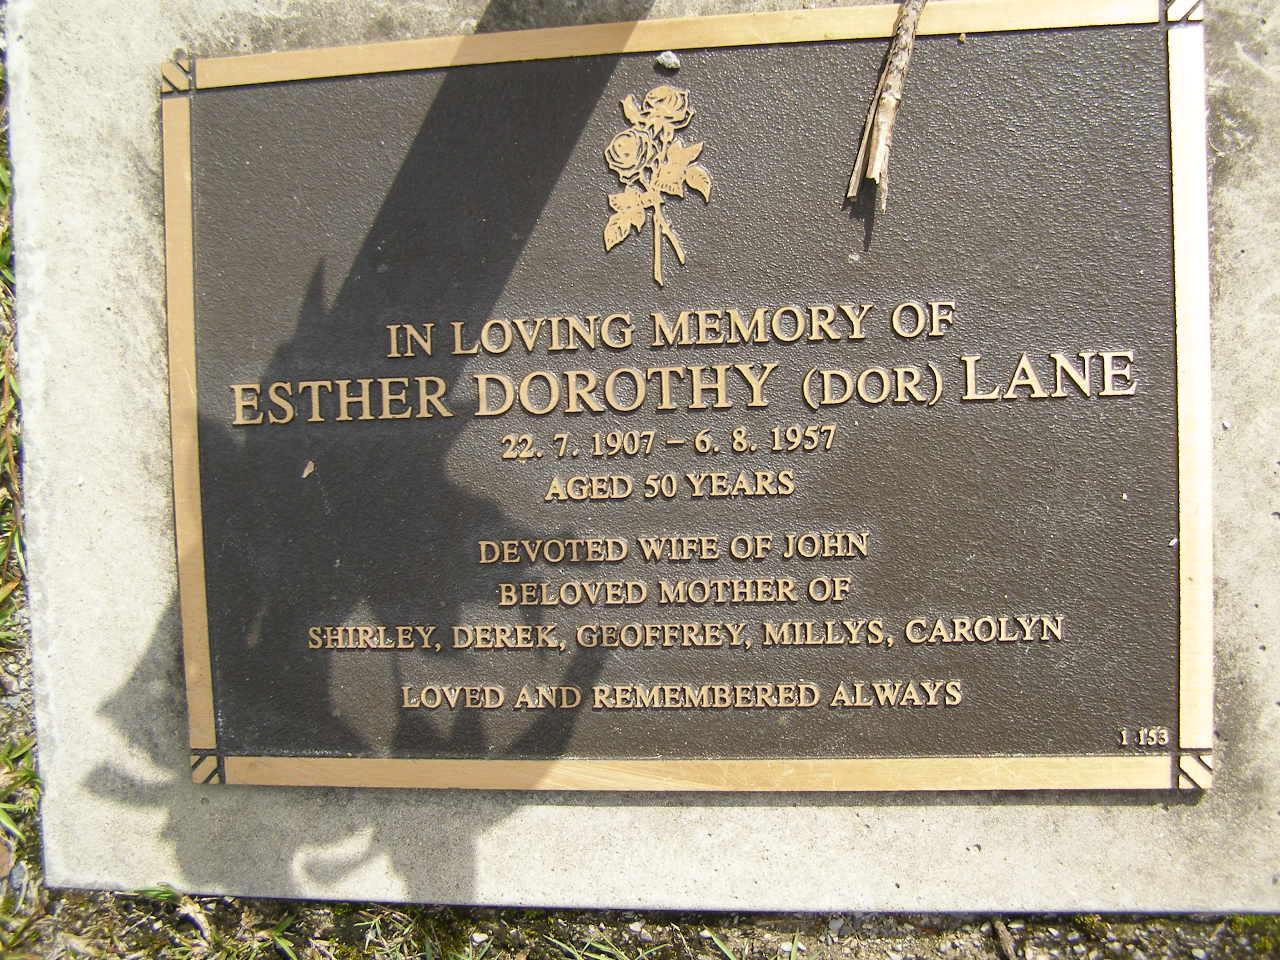 IN LOVING MEMORY OF
ESTHER DOROTHY (DOR) LANE
22. 7. 1907 – 6. 8. 1957
AGED 50 YEARS
DEVOTED WIFE OF JOHN
BELOVED MOTHER OF
SHIRLEY, DEREK, GEOFFREY, MILLYS, CAROLYN
LOVED AND REMEMBERED ALWAYS
1 153